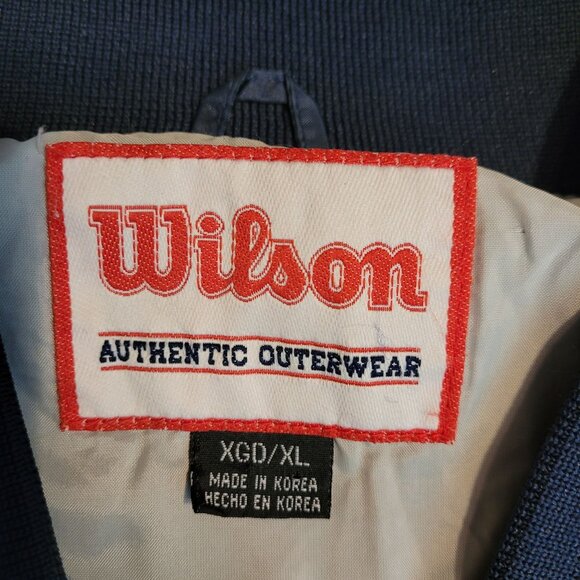 Wilson
AUTHENTIC OUTERWEAR
XGD/XL
MADE IN KOREA
HECHO EN KOREA